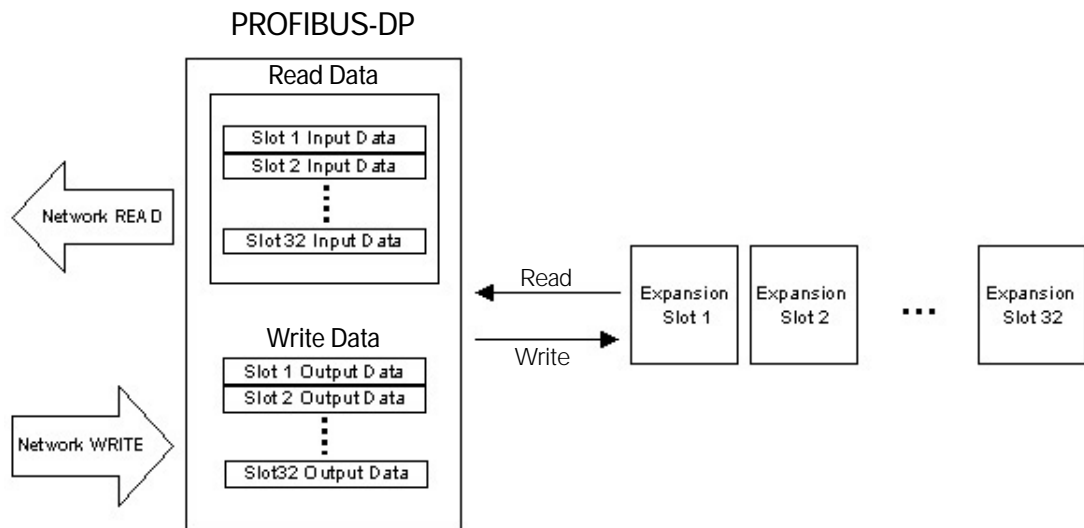 PROFIBUS-DP
Read Data
Slot 1 Input Data
Slot 2 Input Data
Slot32 Input Data
Network READ
Write Data
Slot 1 Output Data
Slot 2 Output Data
Slot32 Output Data
Network WRITE
Read
Write
Expansion
Slot 1
Expansion
Slot 2
...
Expansion
Slot 32